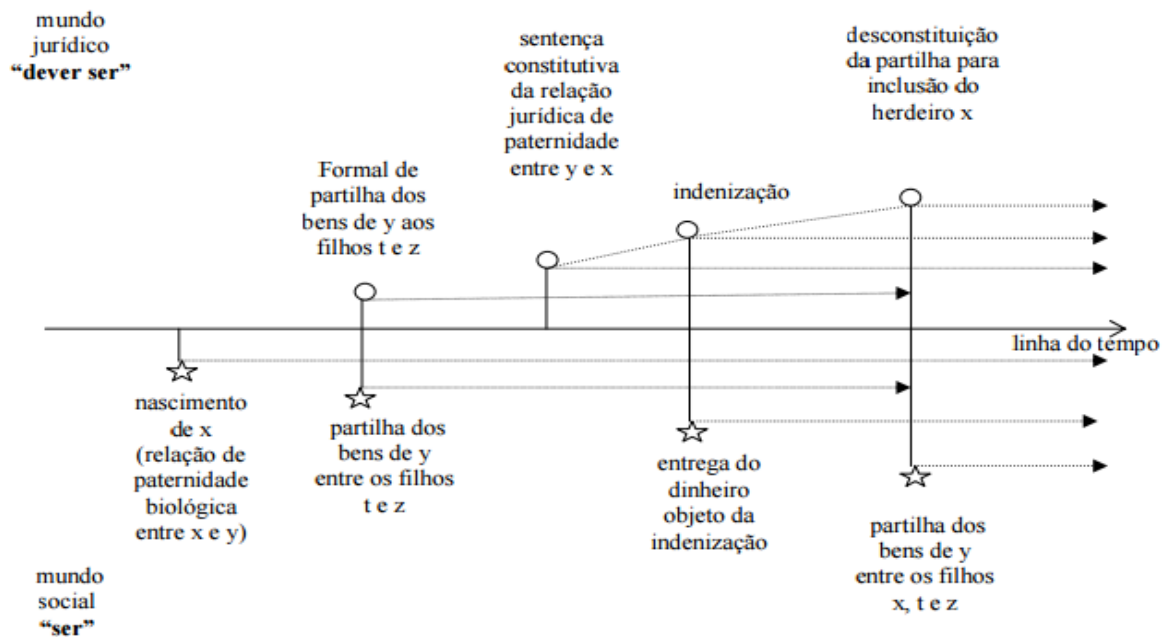 mundo
jurídico
“dever ser”
sentença
constitutiva
da relação
jurídica de
paternidade
entre y e x
desconstituição
da partilha para
inclusão do
herdeiro x
Formal de
partilha dos
bens de y aos
filhos t e z
indenização
linha do tempo
nascimento
de x
(relação de
paternidade
biológica
entre x e y)
partilha dos
bens de y
entre os filhos
t e z
entrega do
dinheiro
objeto da
indenização
partilha dos
bens de y
entre os filhos
x, t e z
mundo
social
“ser”